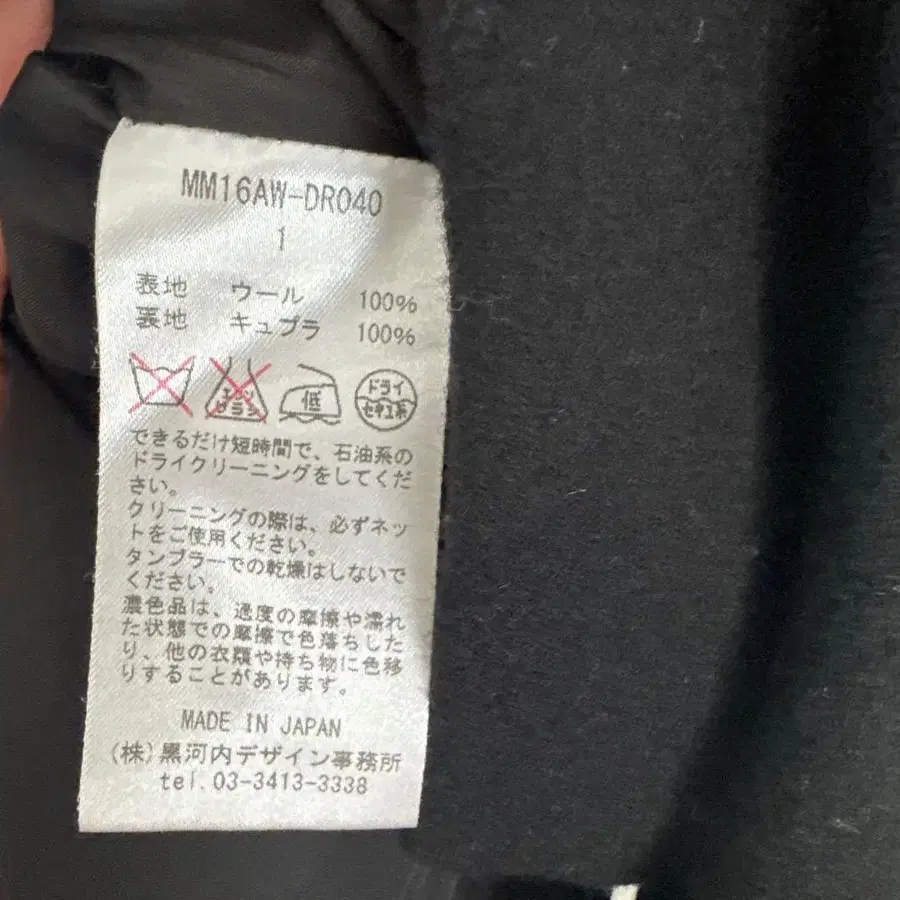 MM16AW-DR040
1
表地 ウール 100%
裏地 キュプラ 100%
エンソ サラシ 低 ドライ セキユ系
できるだけ短時間で、石油系の
ドライクリーニングをしてくだ
さい。
クリーニングの際は、必ずネッ
トをご使用ください。
タンブラーでの乾燥はしないで
ください。
濃色品は、過度の摩擦や濡れ
た状態での摩擦で色落ちした
り、他の衣類や持ち物に色移
りすることがあります。
MADE IN JAPAN
(株)黒河内デザイン事務所
tel.03-3413-3338